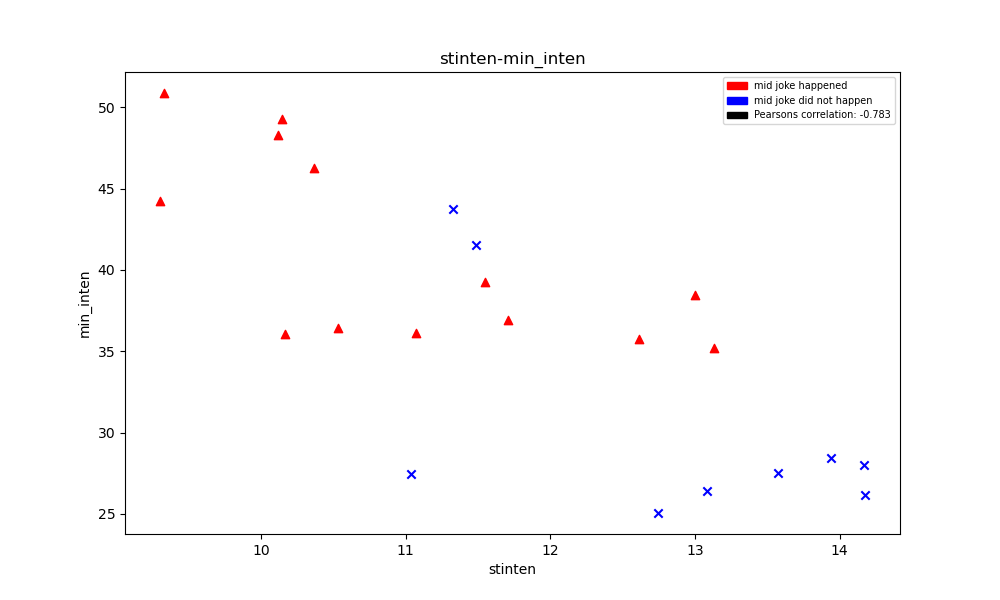 stinten-min_inten
mid joke happened
mid joke did not happen
Pearsons correlation: -0.783
50
45
40
35
30
25
min_inten
10 11 12 13 14
stinten